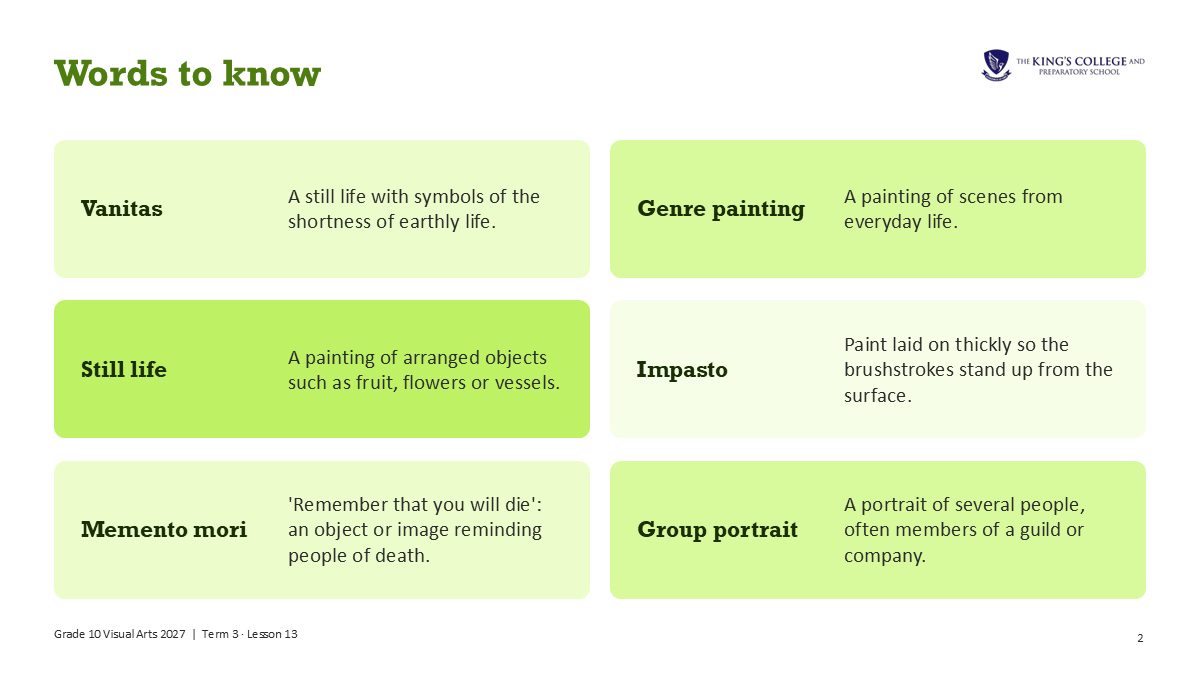 Words to know
THE KING'S COLLEGE AND
PREPARATORY SCHOOL
Vanitas
A still life with symbols of the
shortness of earthly life.
Genre painting
A painting of scenes from
everyday life.
Still life
A painting of arranged objects
such as fruit, flowers or vessels.
Impasto
Paint laid on thickly so the
brushstrokes stand up from the
surface.
Memento mori
'Remember that you will die':
an object or image reminding
people of death.
Group portrait
A portrait of several people,
often members of a guild or
company.
Grade 10 Visual Arts 2027 | Term 3 · Lesson 13
2